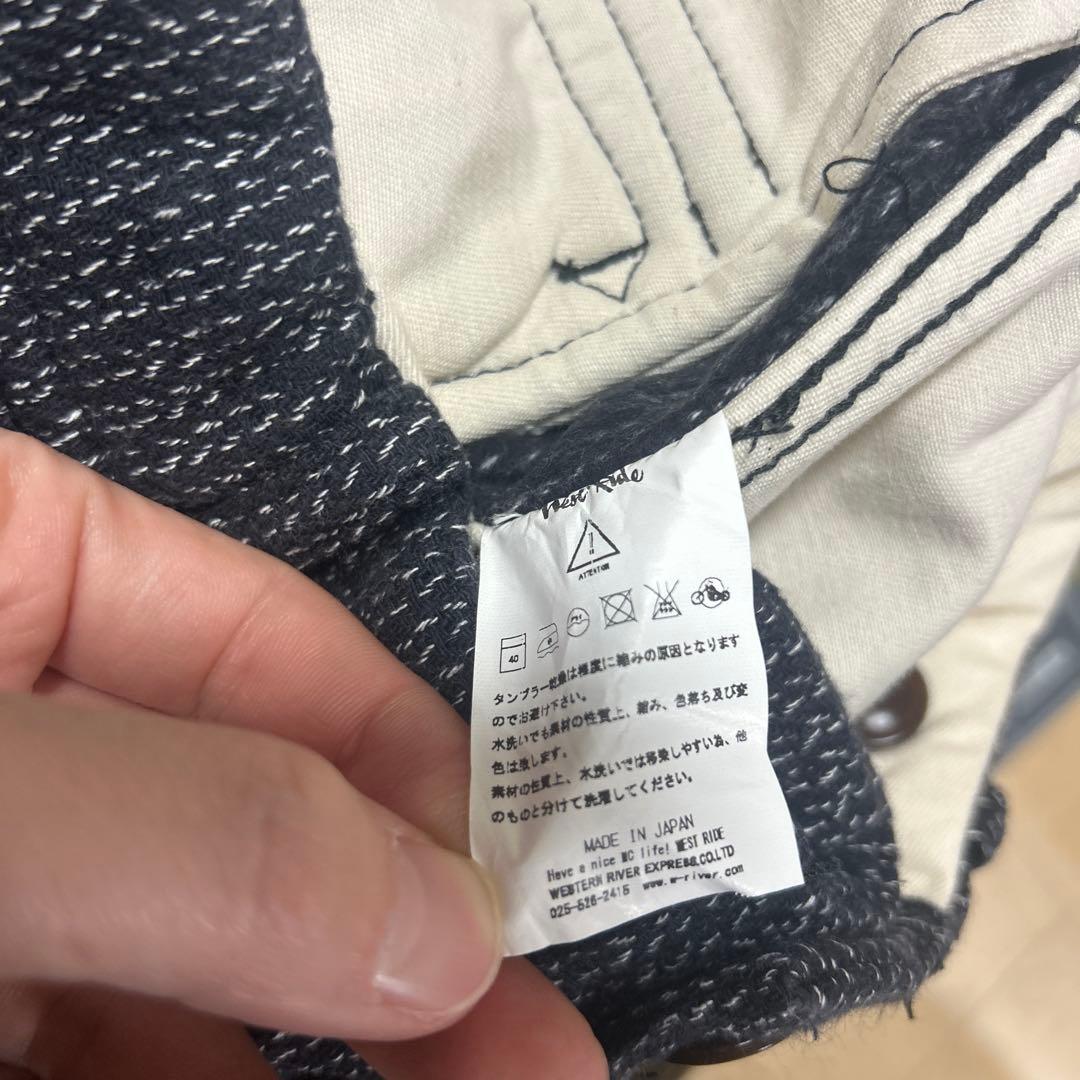 West Ride
ATTENTION
40
タンブラー乾燥は極度に縮みの原因となります
のでお避け下さい。
水洗いでも素材の性質上、縮み、色落ち及び変
色は致します。
素材の性質上、水洗いでは移染しやすい為、他
のものと分けて洗濯してください。
MADE IN JAPAN
Have a nice MC life! WEST RIDE
WESTERN RIVER EXPRESS.CO.LTD
025-526-2415 www.w-river.com